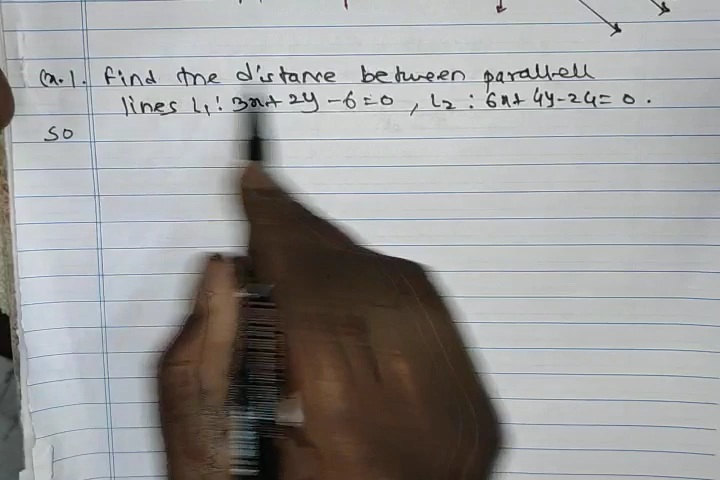 Q.1. Find the distance between parallell
lines L₁: 3x+2y-6=0, L₂: 6x+4y-24=0.
so